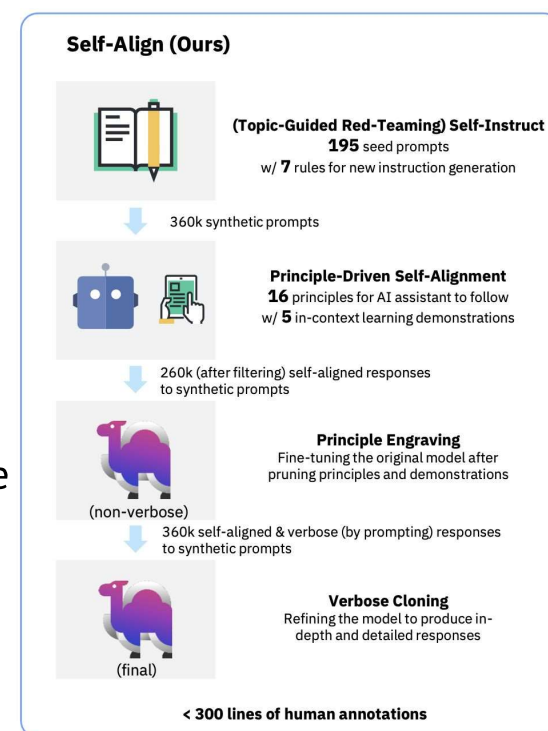 Self-Align (Ours)
(Topic-Guided Red-Teaming) Self-Instruct
195 seed prompts
w/ 7 rules for new instruction generation
360k synthetic prompts
Principle-Driven Self-Alignment
16 principles for AI assistant to follow
w/ 5 in-context learning demonstrations
260k (after filtering) self-aligned responses
to synthetic prompts
Principle Engraving
Fine-tuning the original model after
pruning principles and demonstrations
e
(non-verbose)
360k self-aligned & verbose (by prompting) responses
to synthetic prompts
Verbose Cloning
Refining the model to produce in-
depth and detailed responses
(final)
< 300 lines of human annotations